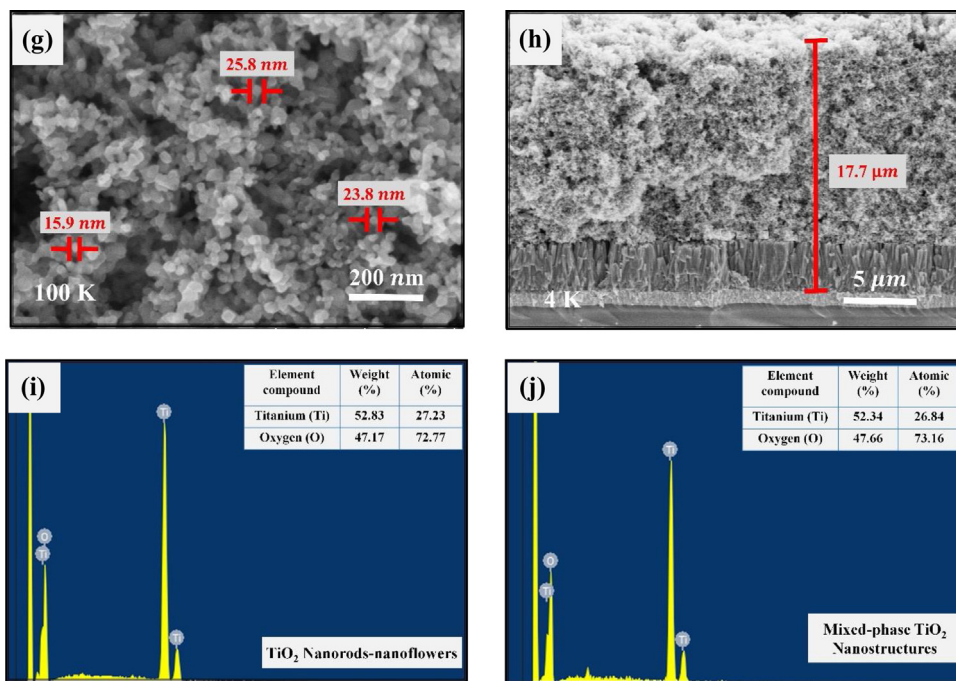 (g)
25.8 nm
23.8 nm
15.9 nm
100 K
200 nm
(h)
17.7 μm
4 K
5 μm
(i)
Element compound Weight (%) Atomic (%)
Titanium (Ti) 52.83 27.23
Oxygen (O) 47.17 72.77
Ti
O
Ti
Ti
TiO₂ Nanorods-nanoflowers
(j)
Element compound Weight (%) Atomic (%)
Titanium (Ti) 52.34 26.84
Oxygen (O) 47.66 73.16
Ti
O
Ti
Ti
Mixed-phase TiO₂
Nanostructures